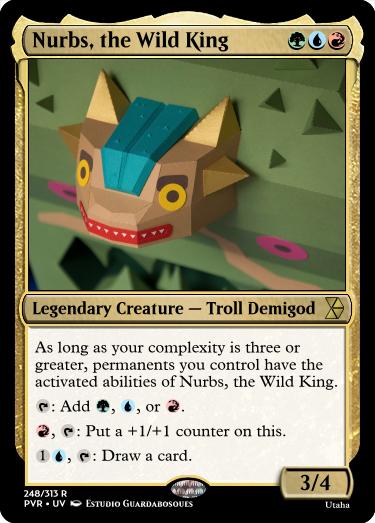 Nurbs, the Wild King
Legendary Creature — Troll Demigod
As long as your complexity is three or
greater, permanents you control have the
activated abilities of Nurbs, the Wild King.
: Add , , or .
, : Put a +1/+1 counter on this.
1 , : Draw a card.
3/4
248/313 R
PVR • UV Estudio Guardabosques
Utaha